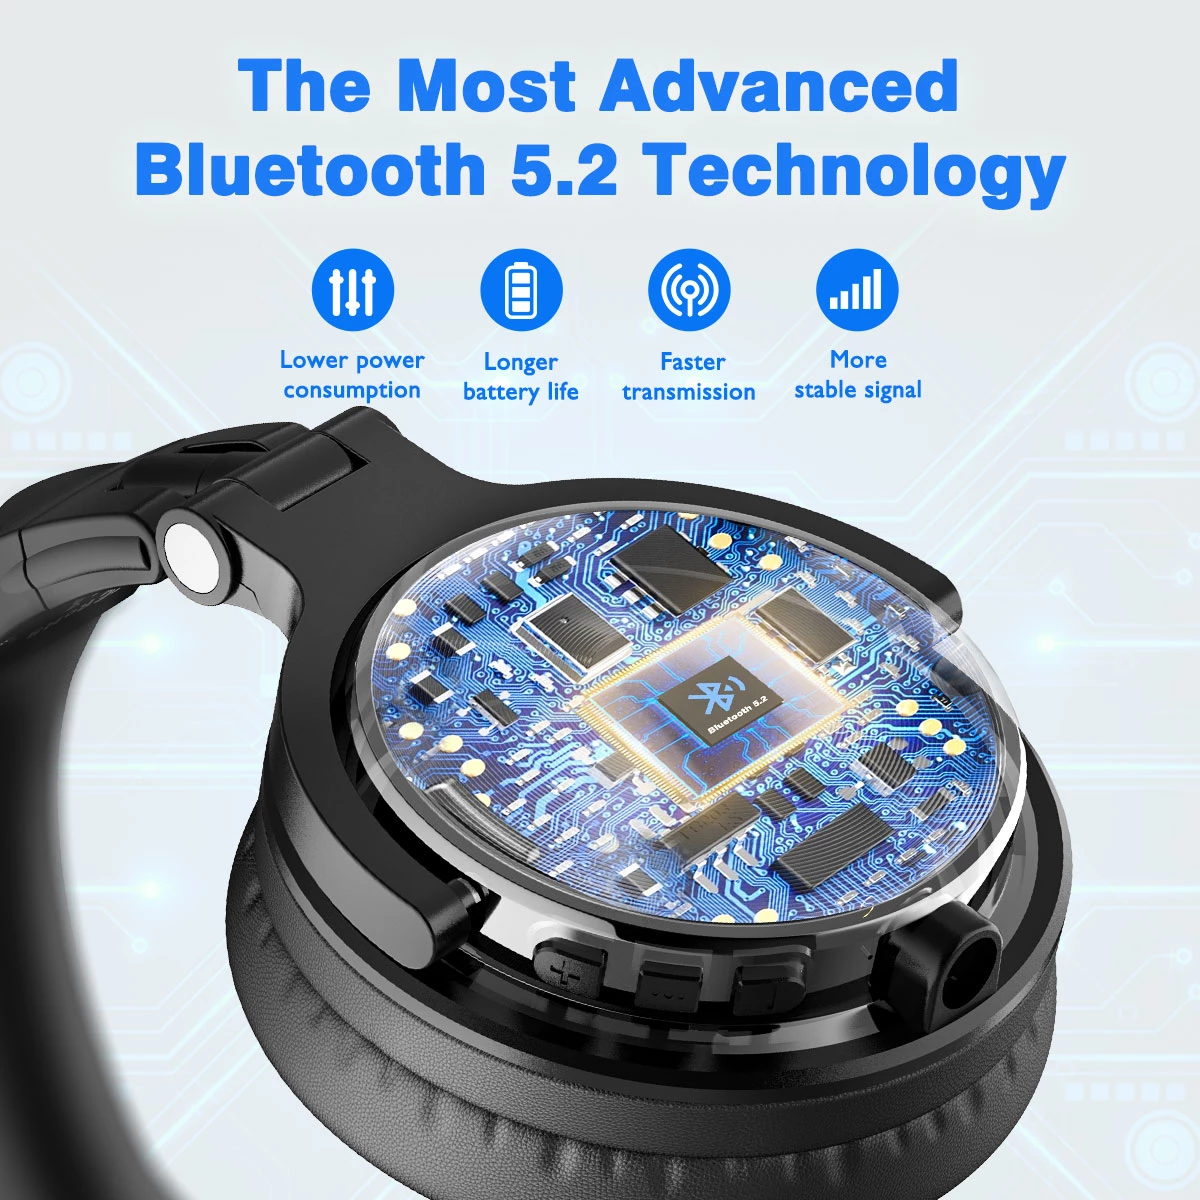 The Most Advanced
Bluetooth 5.2 Technology
Lower power
consumption
Longer
battery life
Faster
transmission
More
stable signal
Bluetooth 5.2